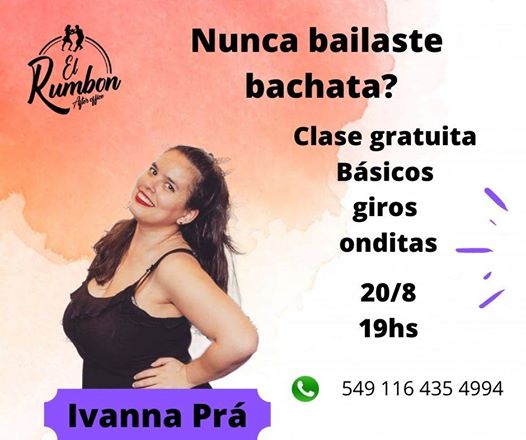 El
Rumbon
After office
Nunca bailaste
bachata?
Clase gratuita
Básicos
giros
onditas
20/8
19hs
549 116 435 4994
Ivanna Prá